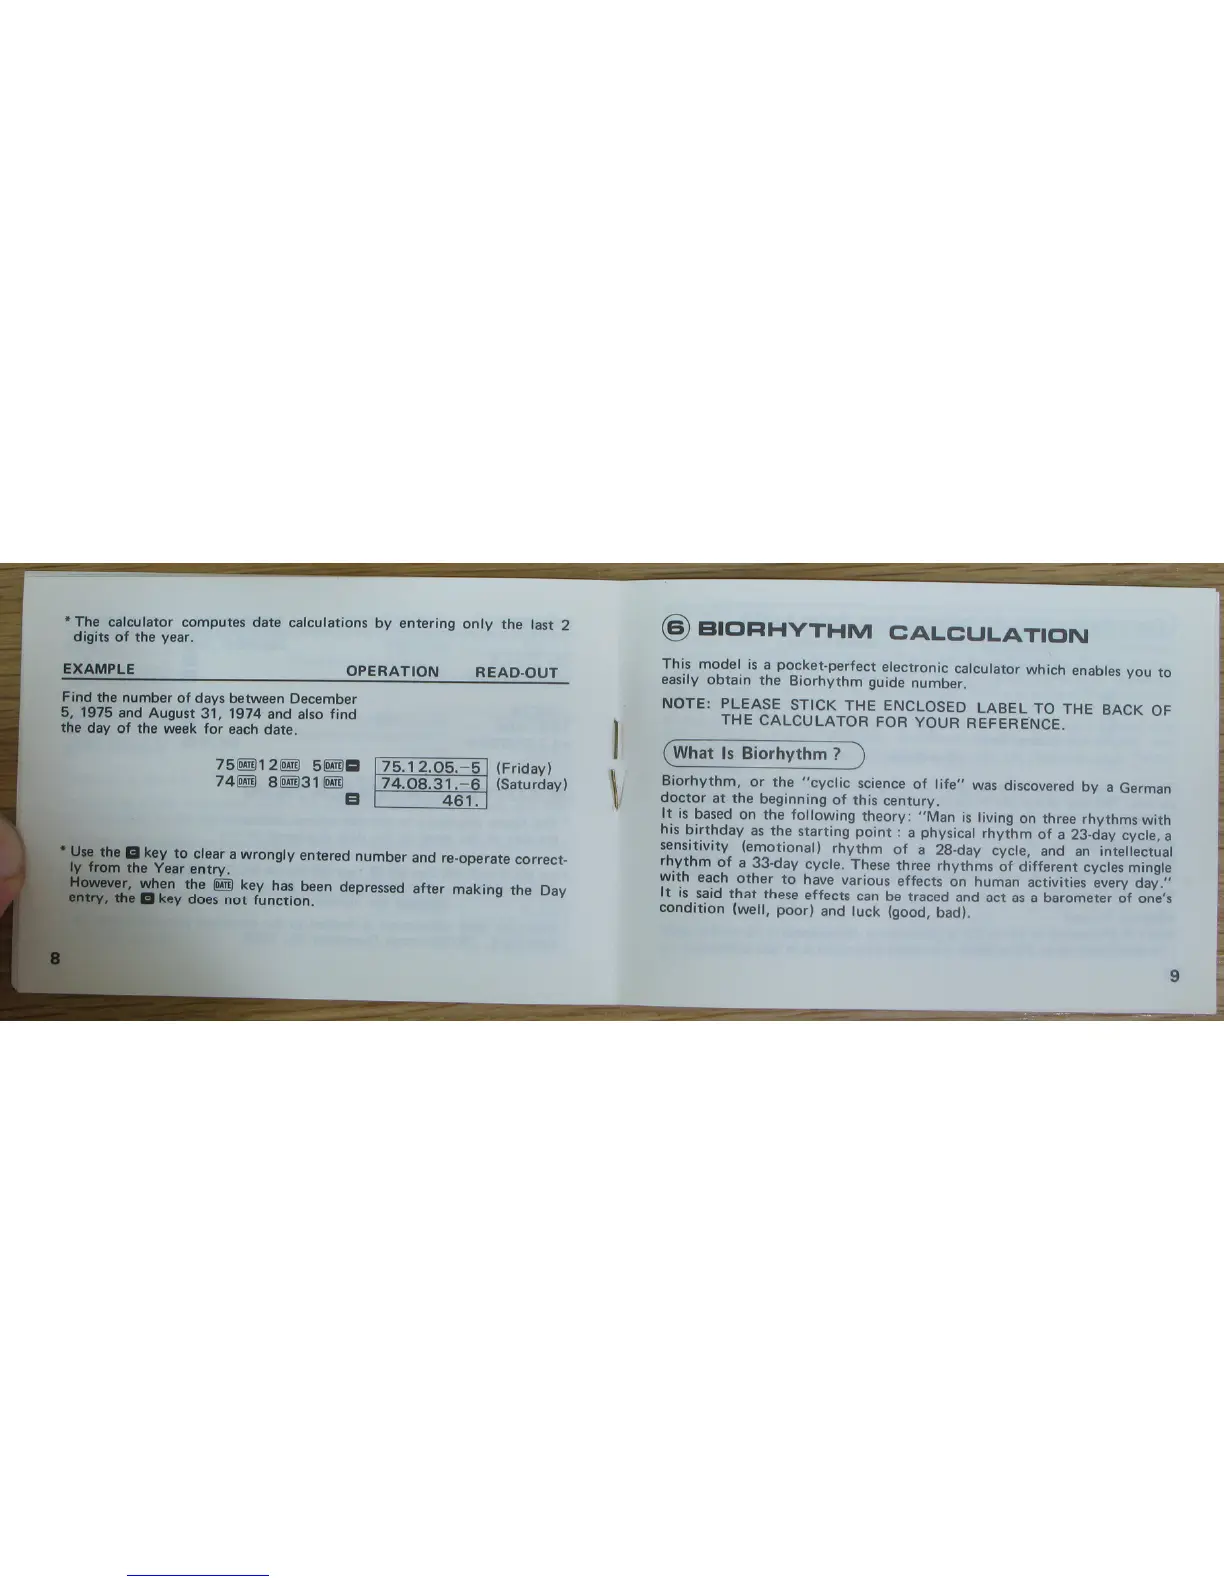 * The calculator computes date calculations by entering only the last 2
digits of the year.
EXAMPLE OPERATION READ-OUT
Find the number of days between December
5, 1975 and August 31, 1974 and also find
the day of the week for each date.
75 DATE 12 DATE 5 DATE − 75.12.05.−5 (Friday)
74 DATE 8 DATE 31 DATE 74.08.31.−6 (Saturday)
= 461.
* Use the C key to clear a wrongly entered number and re-operate correct-
ly from the Year entry.
However, when the DATE key has been depressed after making the Day
entry, the C key does not function.
8
6 BIORHYTHM CALCULATION
This model is a pocket-perfect electronic calculator which enables you to
easily obtain the Biorhythm guide number.
NOTE: PLEASE STICK THE ENCLOSED LABEL TO THE BACK OF
THE CALCULATOR FOR YOUR REFERENCE.
What Is Biorhythm ?
Biorhythm, or the "cyclic science of life" was discovered by a German
doctor at the beginning of this century.
It is based on the following theory: "Man is living on three rhythms with
his birthday as the starting point : a physical rhythm of a 23-day cycle, a
sensitivity (emotional) rhythm of a 28-day cycle, and an intellectual
rhythm of a 33-day cycle. These three rhythms of different cycles mingle
with each other to have various effects on human activities every day."
It is said that these effects can be traced and act as a barometer of one's
condition (well, poor) and luck (good, bad).
9